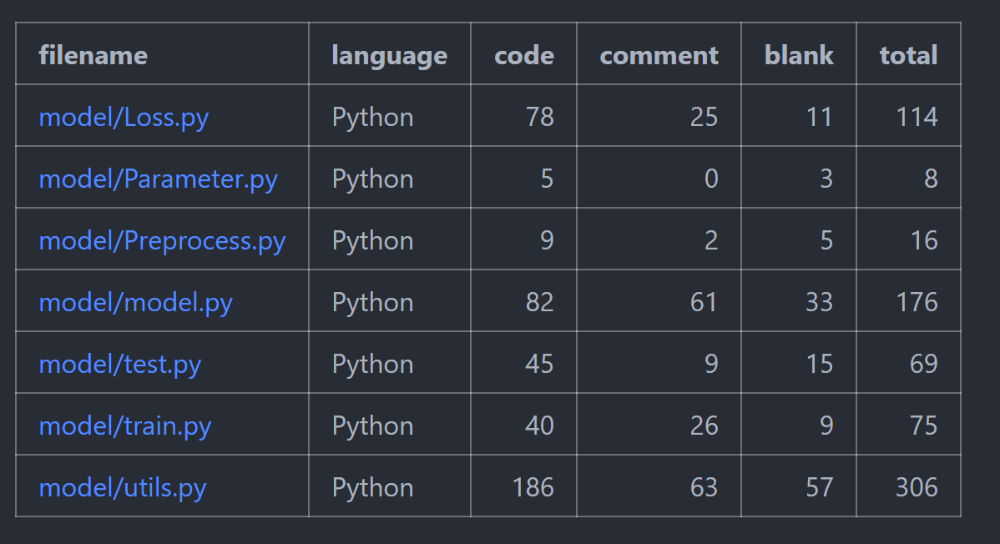 filename language code comment blank total
model/Loss.py Python 78 25 11 114
model/Parameter.py Python 5 0 3 8
model/Preprocess.py Python 9 2 5 16
model/model.py Python 82 61 33 176
model/test.py Python 45 9 15 69
model/train.py Python 40 26 9 75
model/utils.py Python 186 63 57 306